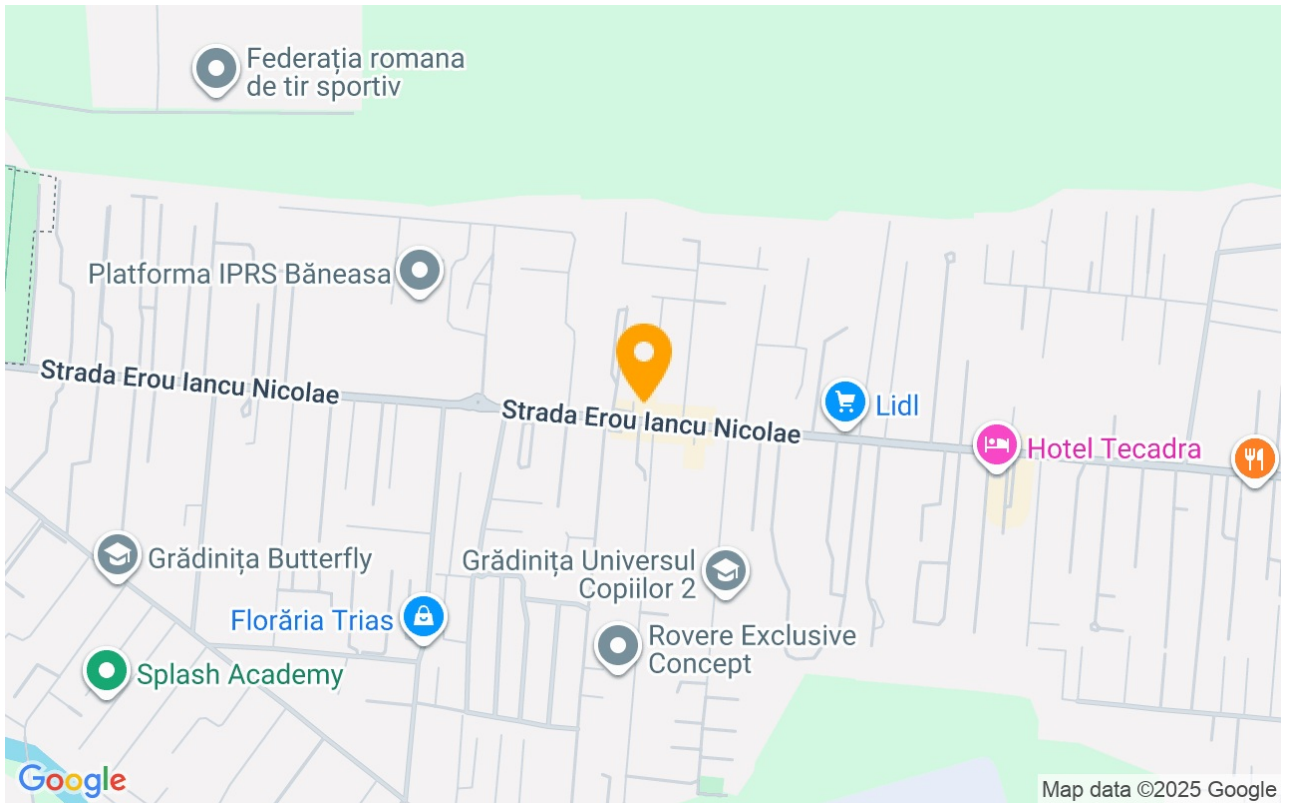 Federația romana
de tir sportiv
Platforma IPRS Băneasa
Strada Erou Iancu Nicolae
Strada Erou Iancu Nicolae
Lidl
Hotel Tecadra
Grădinița Butterfly
Grădinița Universul
Copiilor 2
Florăria Trias
Rovere Exclusive
Concept
Splash Academy
Google
Map data ©2025 Google